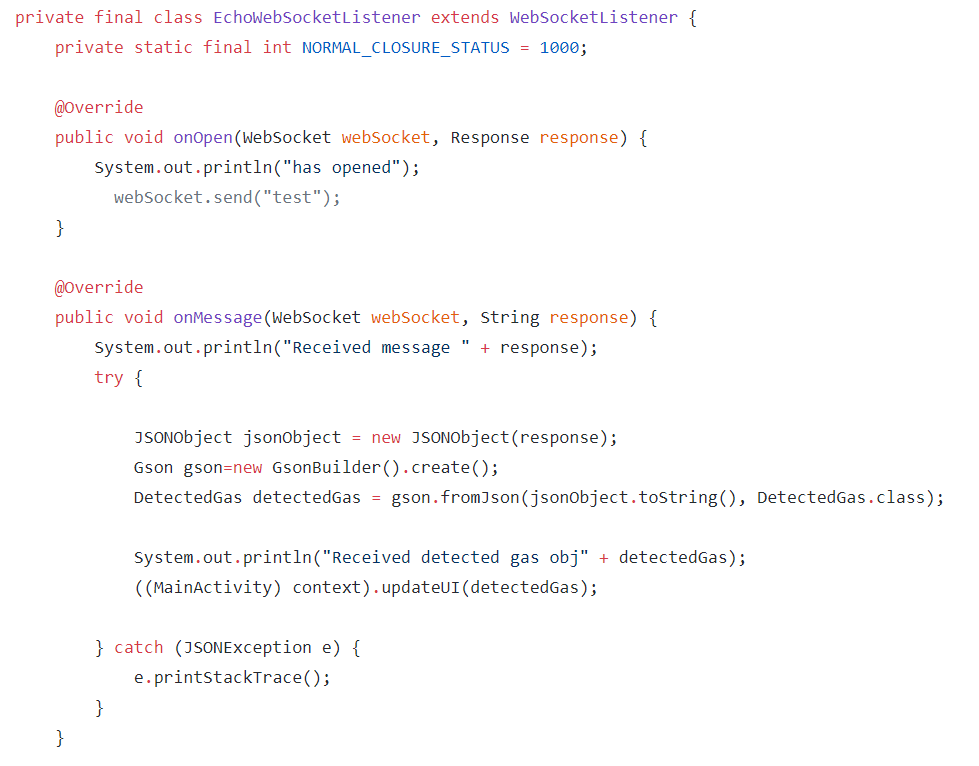 private final class EchoWebSocketListener extends WebSocketListener {
    private static final int NORMAL_CLOSURE_STATUS = 1000;

    @Override
    public void onOpen(WebSocket webSocket, Response response) {
        System.out.println("has opened");
          webSocket.send("test");
    }

    @Override
    public void onMessage(WebSocket webSocket, String response) {
        System.out.println("Received message " + response);
        try {

            JSONObject jsonObject = new JSONObject(response);
            Gson gson=new GsonBuilder().create();
            DetectedGas detectedGas = gson.fromJson(jsonObject.toString(), DetectedGas.class);

            System.out.println("Received detected gas obj" + detectedGas);
            ((MainActivity) context).updateUI(detectedGas);

        } catch (JSONException e) {
            e.printStackTrace();
        }
    }